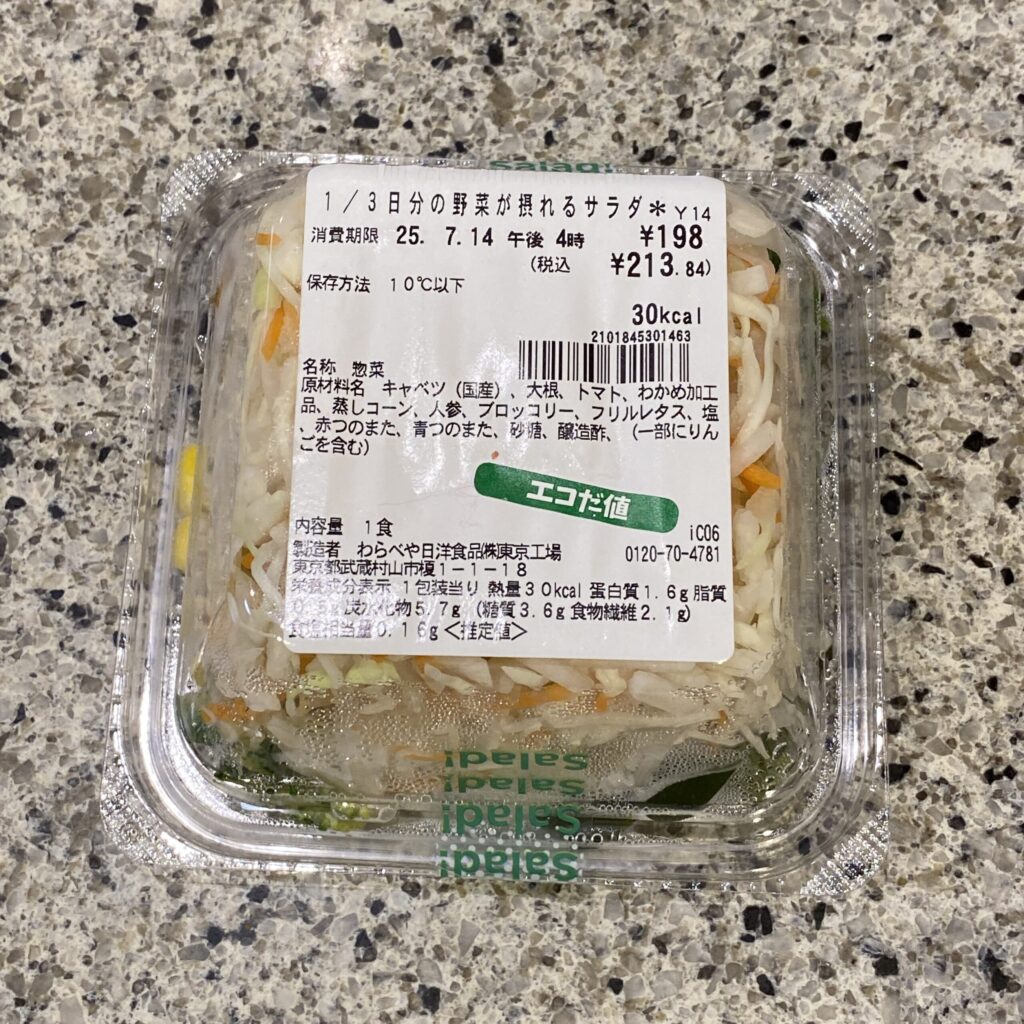 Salad!
1/3日分の野菜が摂れるサラダ* Y14
消費期限 25. 7.14 午後 4時 ¥198
(税込 ¥213.84)
保存方法 10℃以下
30kcal
2101845301463
名称 惣菜
原材料名 キャベツ(国産)、大根、トマト、わかめ加工
品、蒸しコーン、人参、ブロッコリー、フリルレタス、塩
、赤つのまた、青つのまた、砂糖、醸造酢、(一部にりん
ごを含む)
エコだ値
内容量 1食 iC06
製造者 わらべや日洋食品㈱東京工場 0120-70-4781
東京都武蔵村山市榎1-1-18
栄養成分表示 1包装当り 熱量30kcal 蛋白質1.6g 脂質
0.5g 炭水化物5.7g (糖質3.6g 食物繊維2.1g)
食塩相当量0.16g <推定値>
Salad!
Salad!
Salad!
Salad!